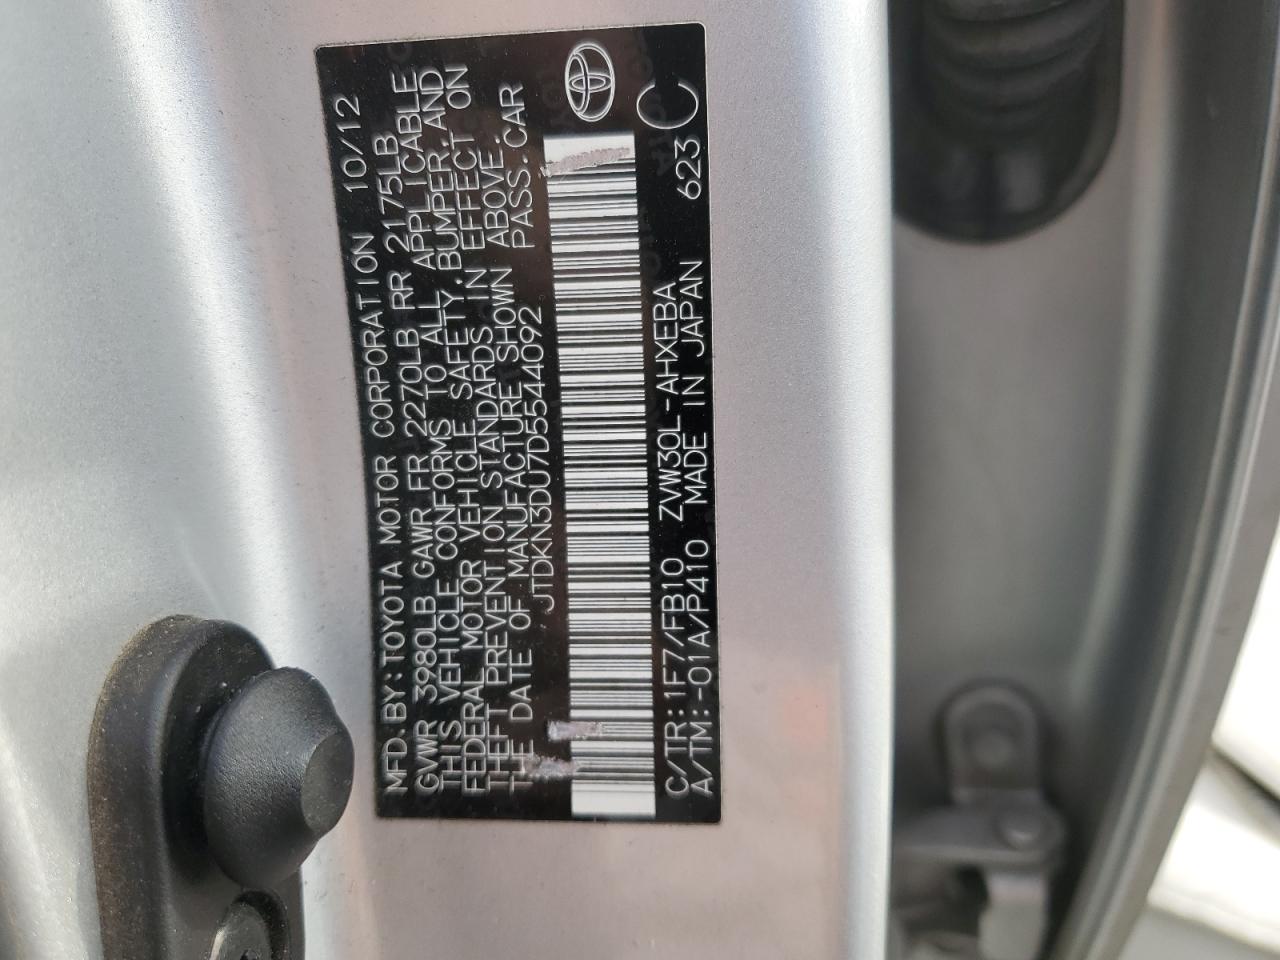 MFD.BY:TOYOTA MOTOR CORPORATION 10/12
GVWR 3980LB GAWR FR 2270LB RR 2175LB
THIS VEHICLE CONFORMS TO ALL APPLICABLE
FEDERAL MOTOR VEHICLE SAFETY,BUMPER,AND
THEFT PREVENTION STANDARDS IN EFFECT ON
THE DATE OF MANUFACTURE SHOWN ABOVE.
JTDKN3DU7D5544092 PASS.CAR
C/TR:1F7/FB10 ZVW30L-AHXEBA
A/TM:-01A/P410 MADE IN JAPAN 623 C